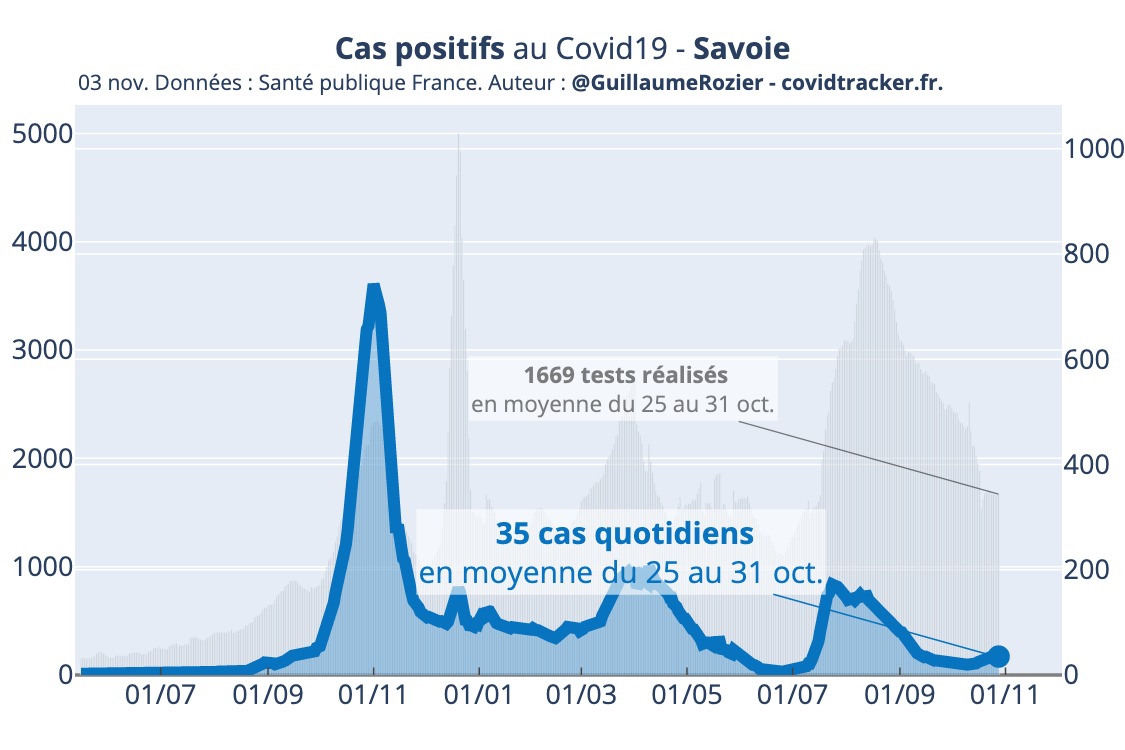 Cas positifs au Covid19 - Savoie
03 nov. Données : Santé publique France. Auteur : @GuillaumeRozier - covidtracker.fr.
5000
1000
4000
800
3000
600
1669 tests réalisés
en moyenne du 25 au 31 oct.
2000
400
35 cas quotidiens
en moyenne du 25 au 31 oct.
1000
200
0
0
01/07 01/09 01/11 01/01 01/03 01/05 01/07 01/09 01/11